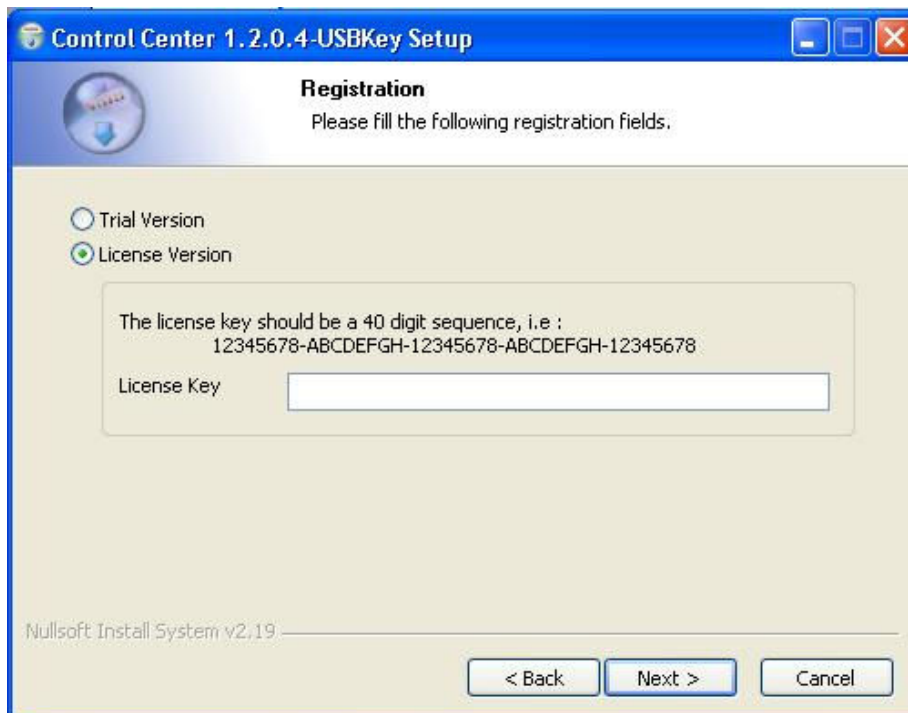 Control Center 1.2.0.4-USBKey Setup
Registration
Please fill the following registration fields.
Trial Version
License Version
The license key should be a 40 digit sequence, i.e :
12345678-ABCDEFGH-12345678-ABCDEFGH-12345678
License Key
Nullsoft Install System v2.19
< Back Next > Cancel